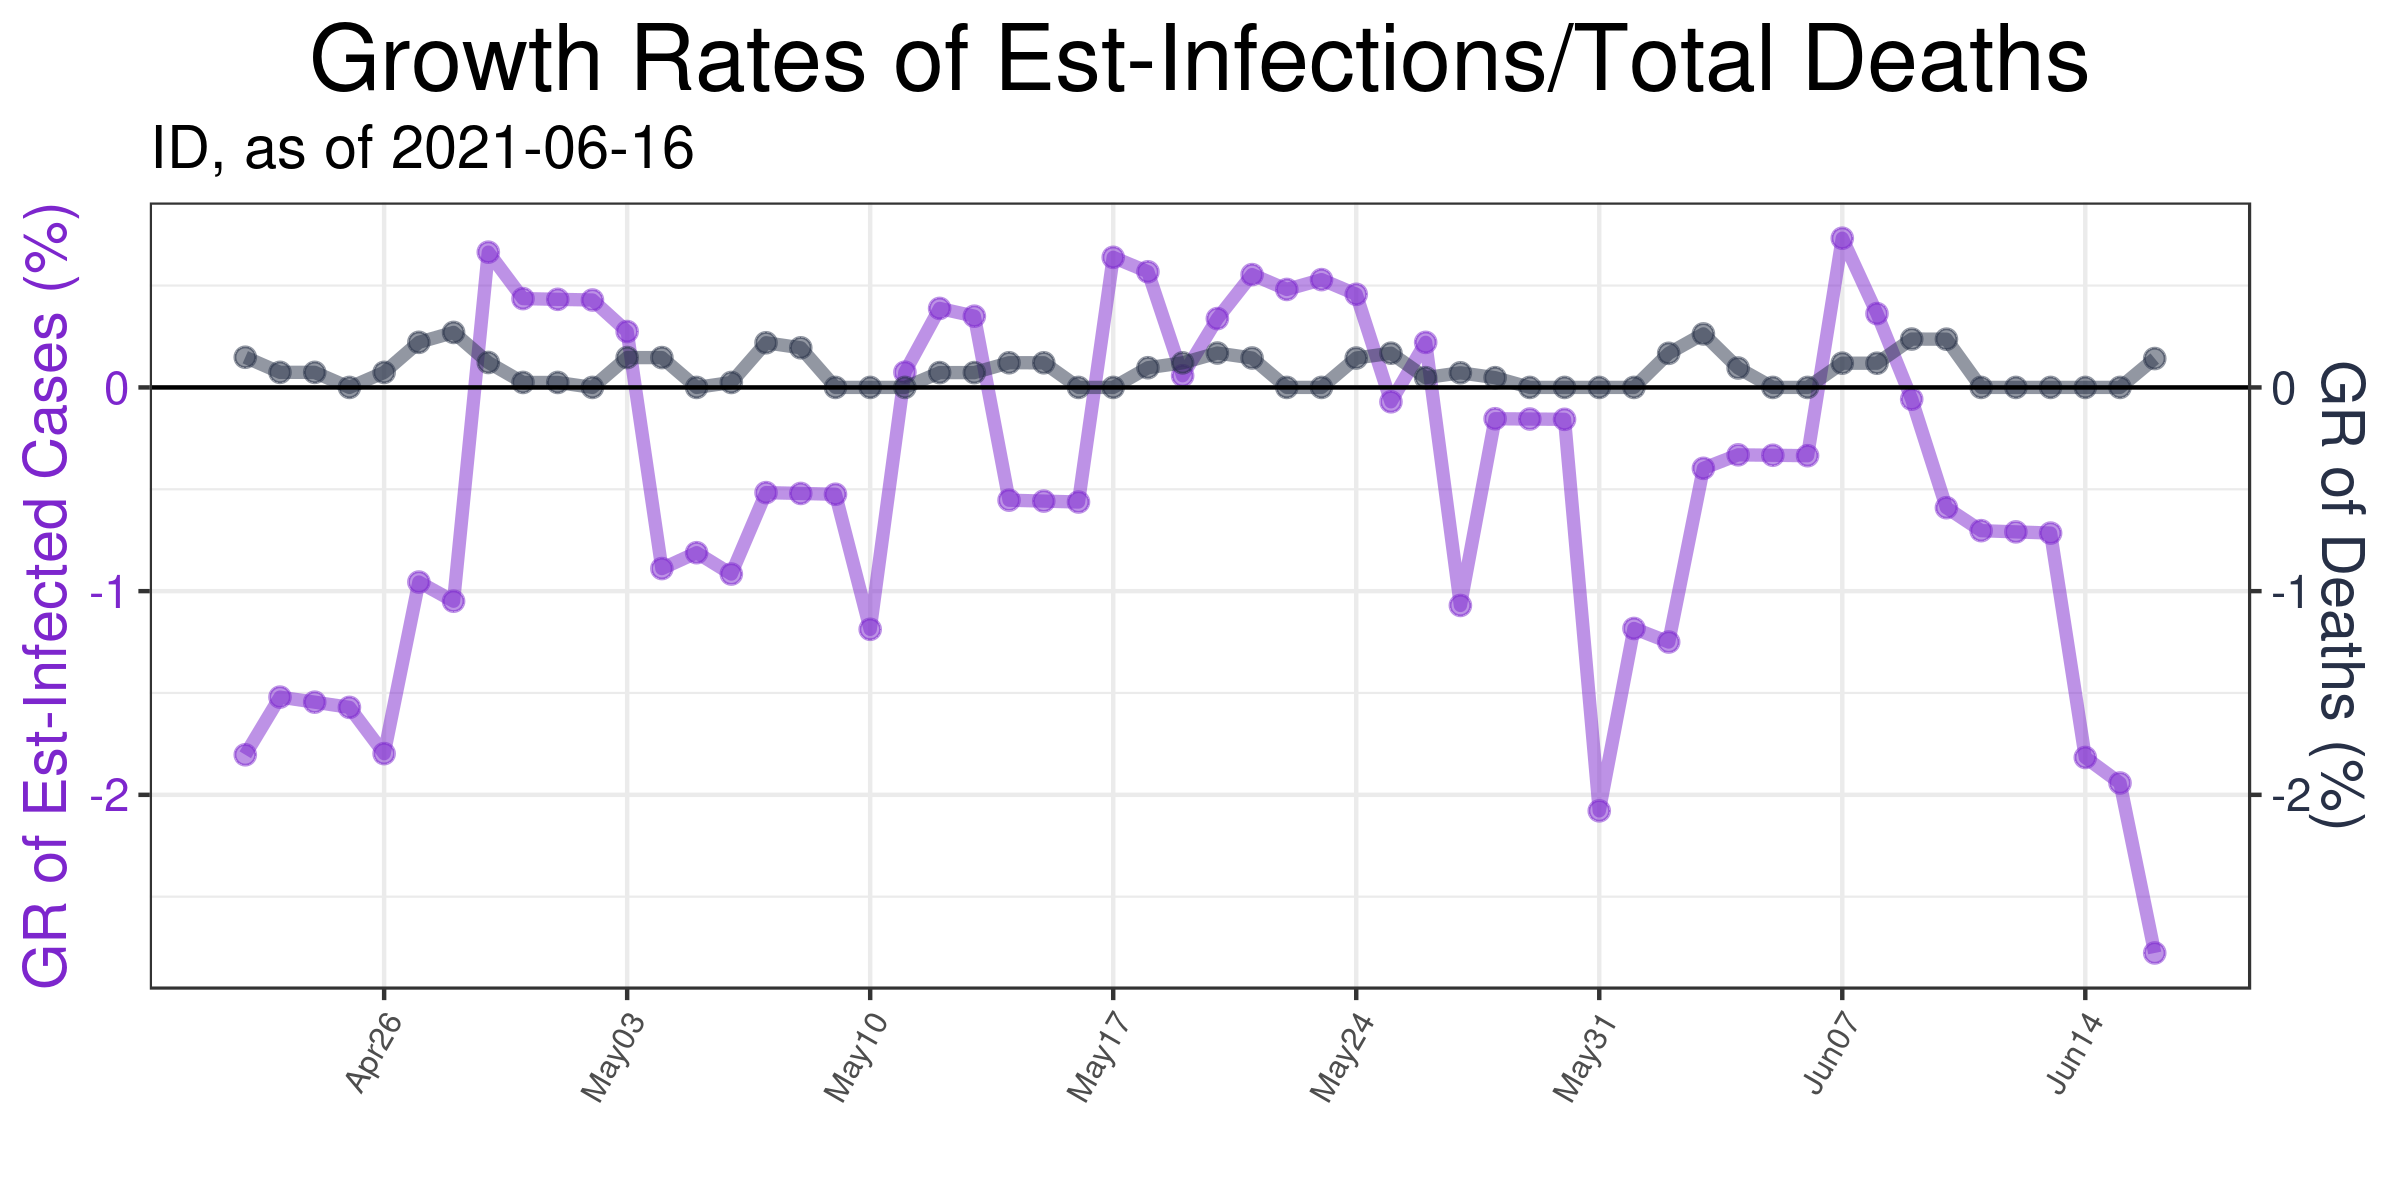 Growth Rates of Est-Infections/Total Deaths
ID, as of 2021-06-16
GR of Est-Infected Cases (%)
0
-1
-2
0
-1
-2
GR of Deaths (%)
Apr26
May03
May10
May17
May24
May31
Jun07
Jun14